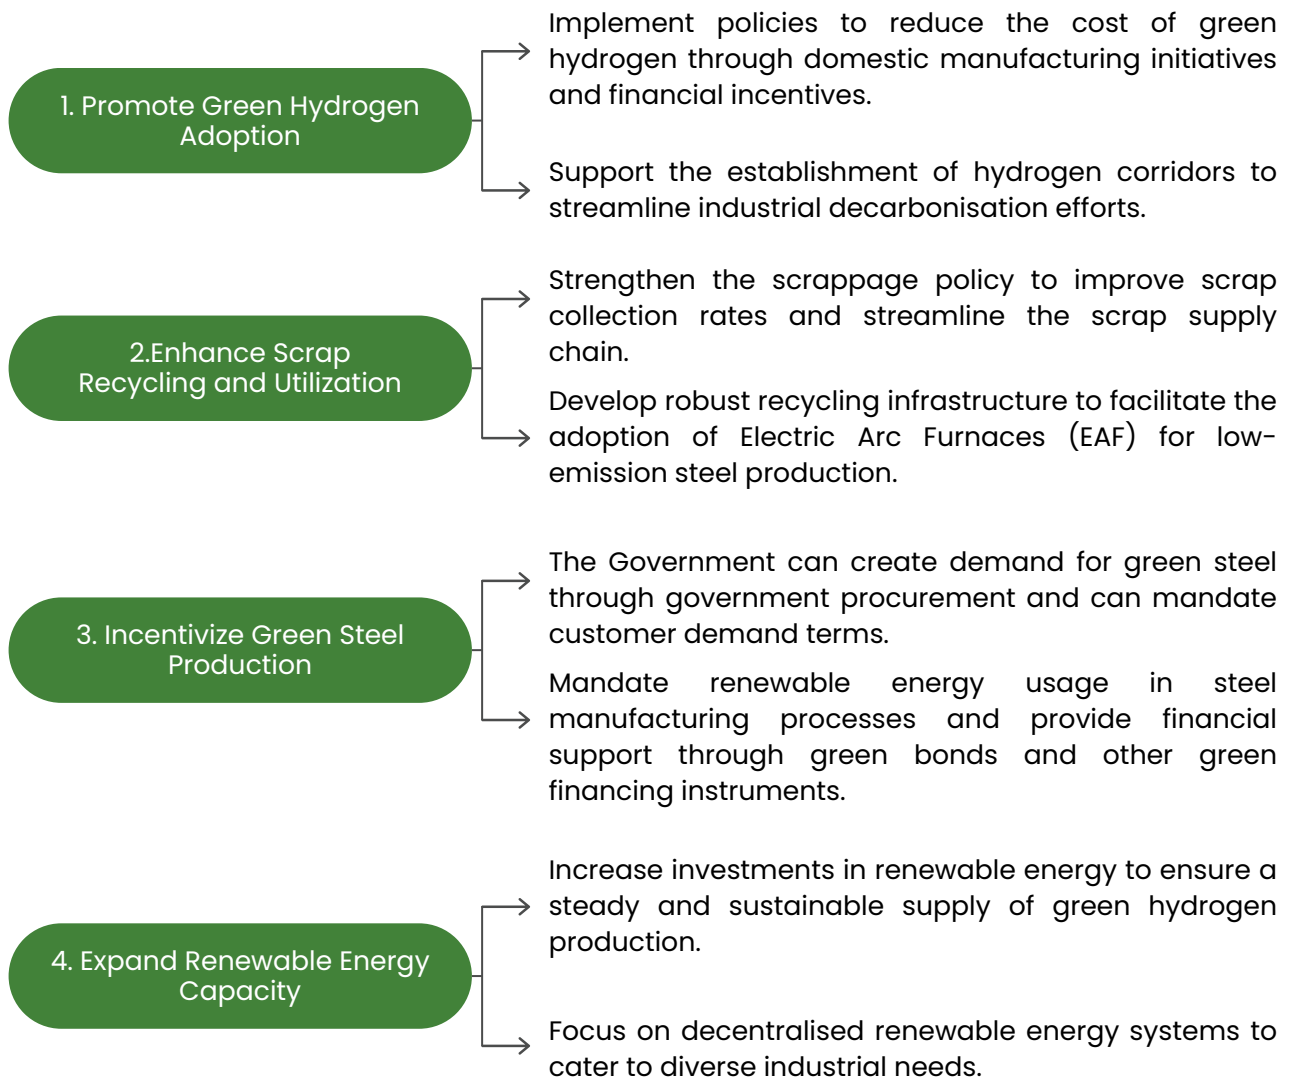 1. Promote Green Hydrogen
Adoption
Implement policies to reduce the cost of green
hydrogen through domestic manufacturing initiatives
and financial incentives.
Support the establishment of hydrogen corridors to
streamline industrial decarbonisation efforts.
2.Enhance Scrap
Recycling and Utilization
Strengthen the scrappage policy to improve scrap
collection rates and streamline the scrap supply
chain.
Develop robust recycling infrastructure to facilitate the
adoption of Electric Arc Furnaces (EAF) for low-
emission steel production.
3. Incentivize Green Steel
Production
The Government can create demand for green steel
through government procurement and can mandate
customer demand terms.
Mandate renewable energy usage in steel
manufacturing processes and provide financial
support through green bonds and other green
financing instruments.
4. Expand Renewable Energy
Capacity
Increase investments in renewable energy to ensure a
steady and sustainable supply of green hydrogen
production.
Focus on decentralised renewable energy systems to
cater to diverse industrial needs.